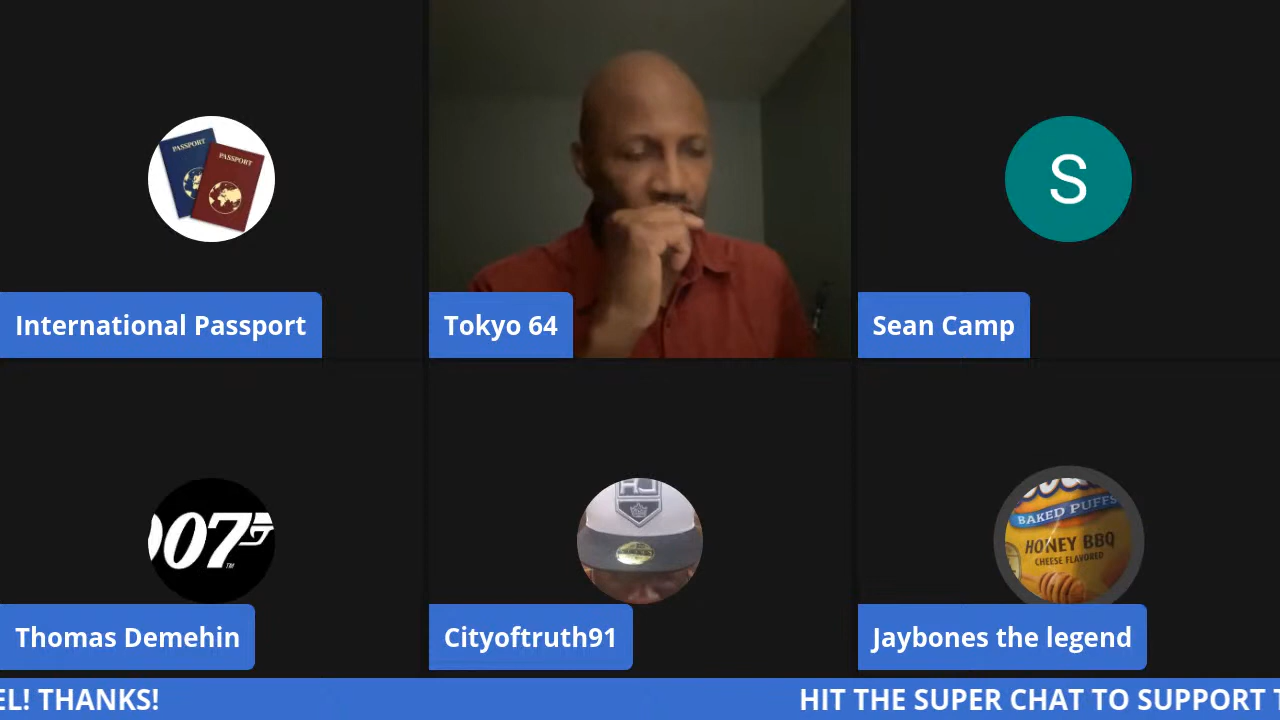 PASSPORT
PASSPORT
S
International Passport
Tokyo 64
Sean Camp
007
TM
BAKED PUFFS
HONEY BBQ
CHEESE FLAVORED
Thomas Demehin
Cityoftruth91
Jaybones the legend
EL! THANKS!
HIT THE SUPER CHAT TO SUPPORT T